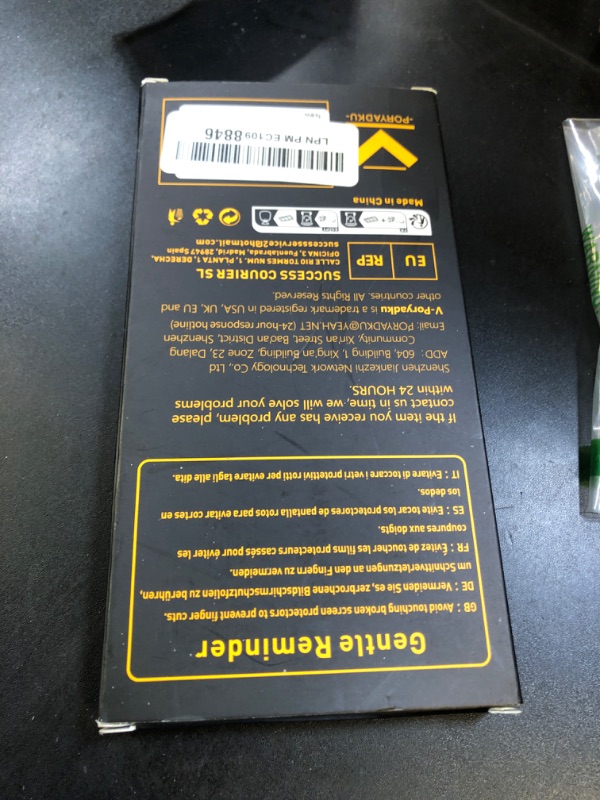 Gentle Reminder
GB : Avoid touching broken screen protectors to prevent finger cuts.
DE : Vermeiden Sie es, zerbrochene Bildschirmschutzfolien zu berühren,
um Schnittverletzungen an den Fingern zu vermeiden.
FR : Évitez de toucher les films protecteurs cassés pour éviter les
coupures aux doigts.
ES : Evite tocar los protectores de pantalla rotos para evitar cortes en
los dedos.
IT : Evitare di toccare i vetri protettivi rotti per evitare tagli alle dita.
If the item you receive has any problem, please
contact us in time, we will solve your problems
within 24 HOURS.
Shenzhen Jiankezhi Network Technology Co., Ltd
ADD : 604, Building 1, Xing'an Building, Zone 23, Dalang
Community, Xin'an Street, Bao'an District, Shenzhen
Email: PORYADKU@YEAH.NET (24-hour response hotline)
V-Poryadku is a trademark registered in USA, UK, EU and
other countries. All Rights Reserved.
EU REP
SUCCESS COURIER SL
CALLE RIO TORMES NUM. 1, PLANTA 1, DERECHA,
OFICINA 3, Fuenlabrada, Madrid, 28947 Spain
successservice2@hotmail.com
Made in China
-PORYADKU-
LPN PM EC109 8846
New